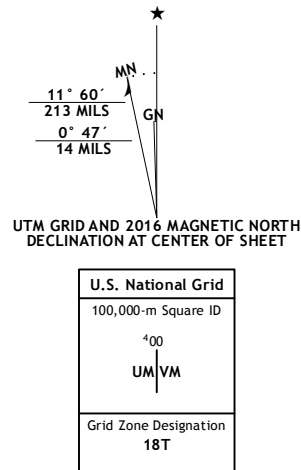 ★
MN
GN
11° 60´
213 MILS
0° 47´
14 MILS
UTM GRID AND 2016 MAGNETIC NORTH
DECLINATION AT CENTER OF SHEET
U.S. National Grid
100,000-m Square ID
⁴00
UM VM
Grid Zone Designation
18T